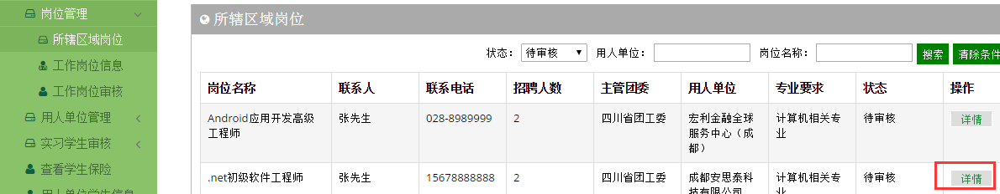 岗位管理
所辖区域岗位
工作岗位信息
工作岗位审核
用人单位管理
实习学生审核
查看学生保险
用人单位学生信息
所辖区域岗位
状态： 待审核 用人单位： 岗位名称： 搜索 清除条件
岗位名称 联系人 联系电话 招聘人数 主管团委 用人单位 专业要求 状态 操作
Android应用开发高级
工程师
张先生
028-8989999
2
四川省团工委
宏利金融全球
服务中心（成
都）
计算机相关专
业
待审核
详情
.net初级软件工程师
张先生
15678888888
2
四川省团工委
成都安思泰科
技有限公司
计算机相关专
业
待审核
详情